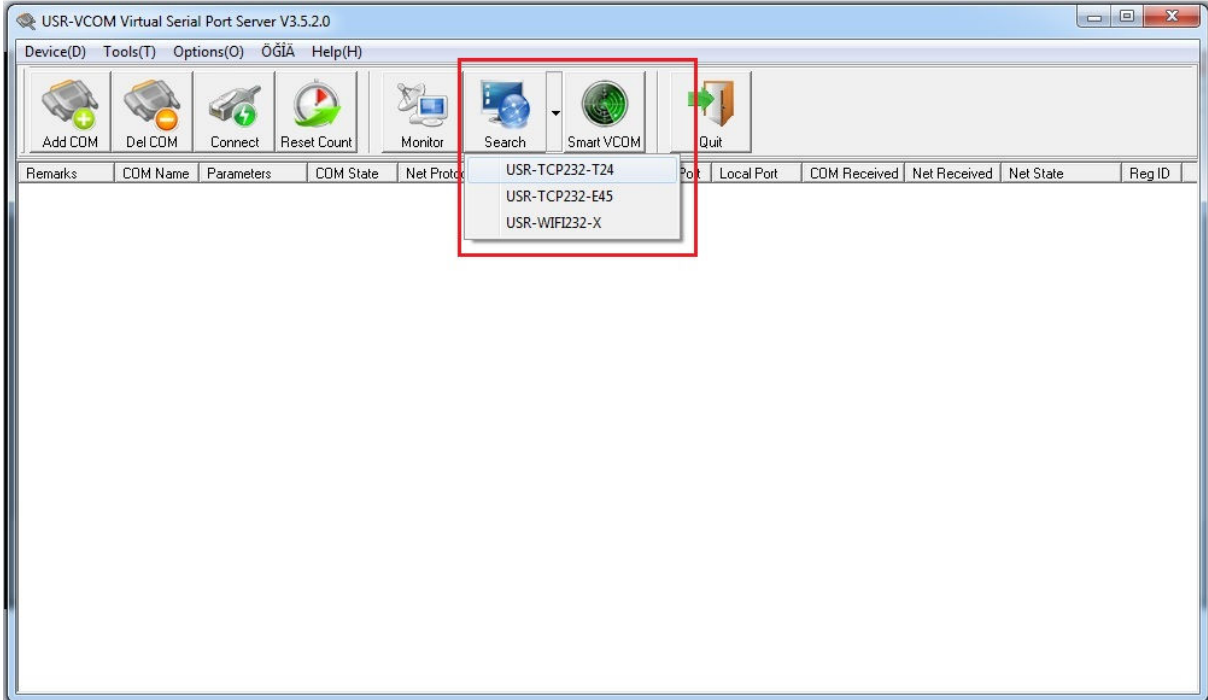 USR-VCOM Virtual Serial Port Server V3.5.2.0
Device(D) Tools(T) Options(O) ÖĞÎÄ Help(H)
Add COM Del COM Connect Reset Count Monitor Search Smart VCOM Quit
Remarks COM Name Parameters COM State Net Protoc Port Local Port COM Received Net Received Net State Reg ID
USR-TCP232-T24
USR-TCP232-E45
USR-WIFI232-X